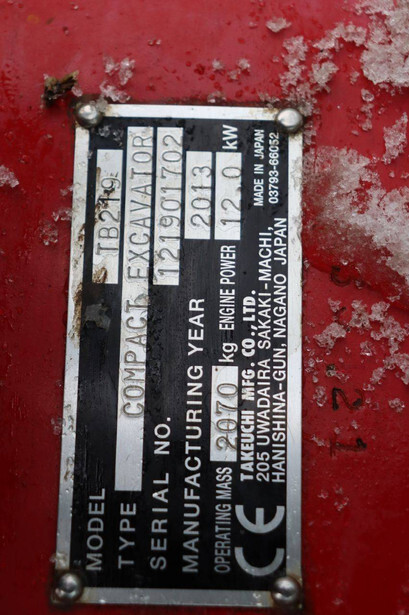 MODEL TB219
TYPE COMPACT EXCAVATOR
SERIAL NO. 121901702
MANUFACTURING YEAR 2013
OPERATING MASS 2070 kg ENGINE POWER 12.0 kW
CE
TAKEUCHI MFG. CO., LTD.
205 UWADAIRA SAKAKI-MACHI,
HANISHINA-GUN, NAGANO JAPAN
MADE IN JAPAN
03793-66052